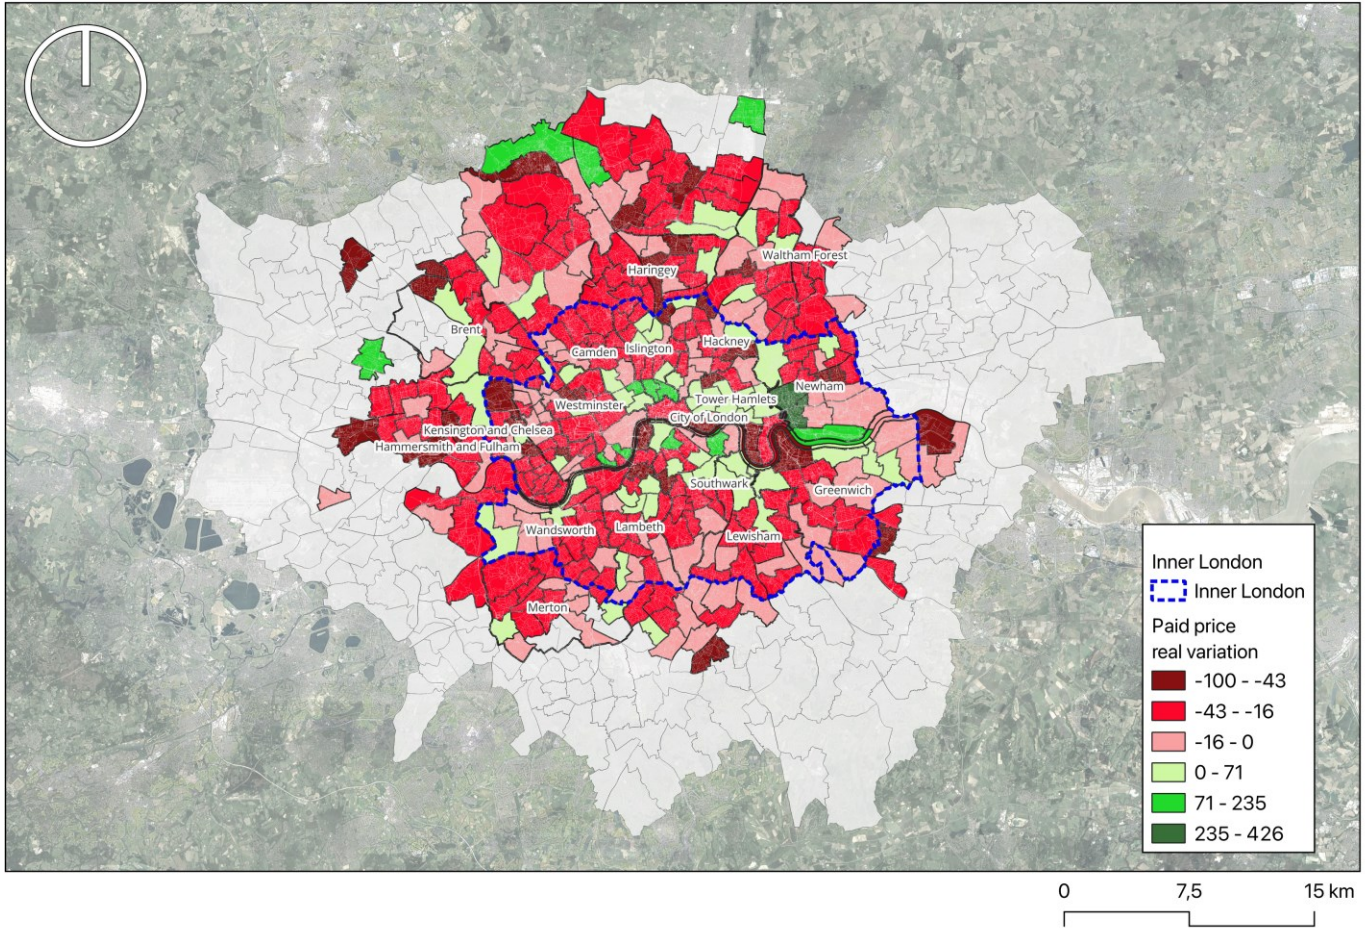 Haringey
Waltham Forest
Brent
Camden
Islington
Hackney
Newham
Westminster
Tower Hamlets
City of London
Kensington and Chelsea
Hammersmith and Fulham
Southwark
Greenwich
Wandsworth
Lambeth
Lewisham
Merton
Inner London
Inner London
Paid price
real variation
-100 - -43
-43 - -16
-16 - 0
0 - 71
71 - 235
235 - 426
0 7,5 15 km